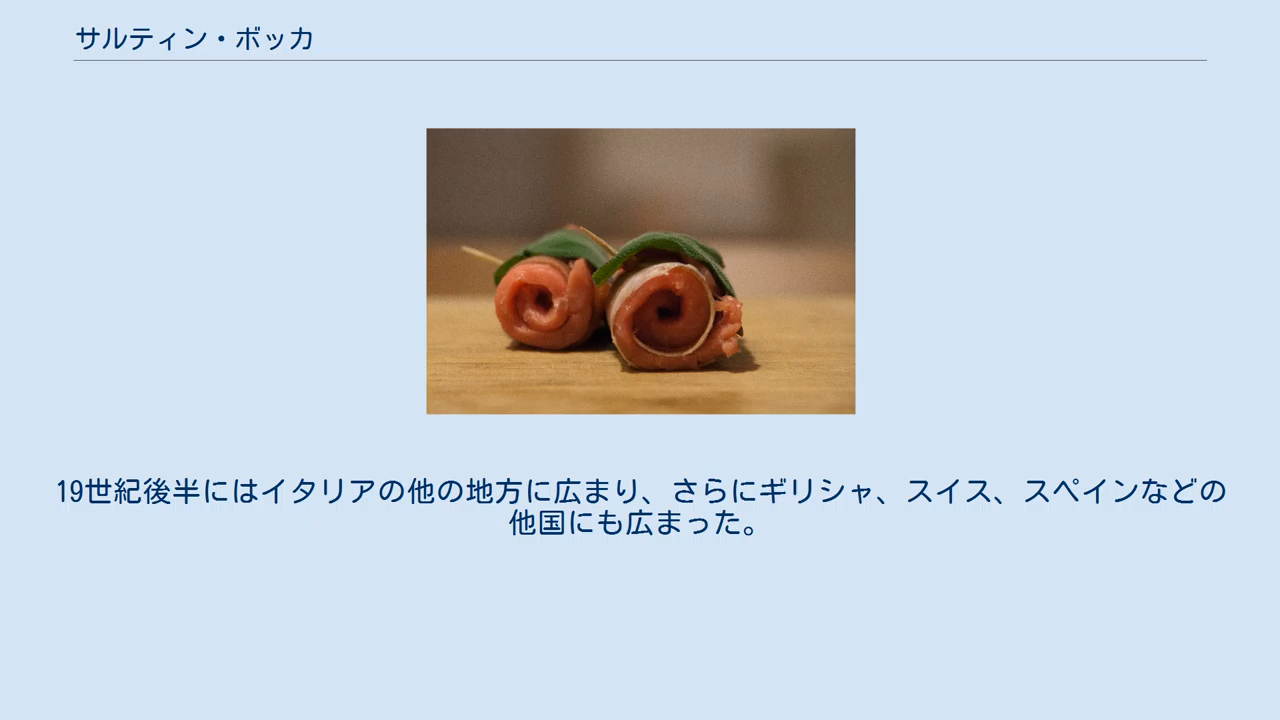 サルティン・ボッカ
19世紀後半にはイタリアの他の地方に広まり、さらにギリシャ、スイス、スペインなどの
他国にも広まった。